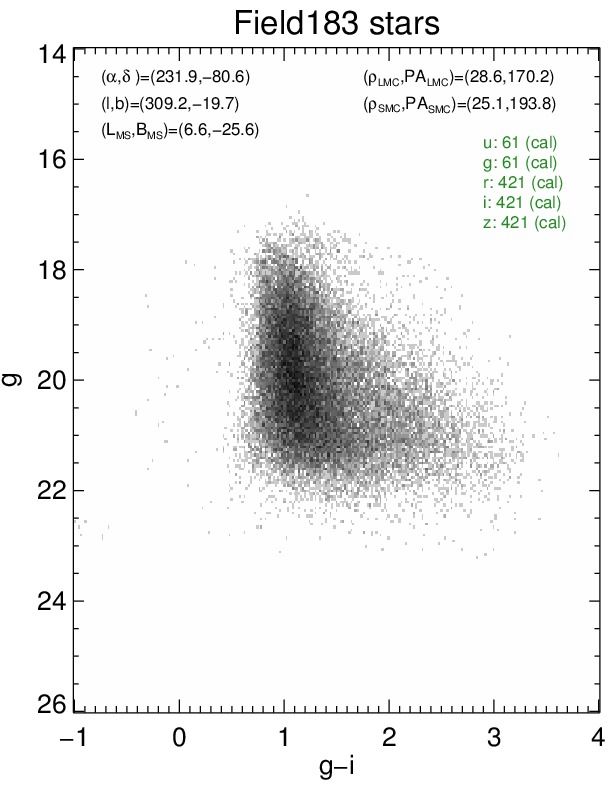 Field183 stars
(α,δ)=(231.9,−80.6)
(l,b)=(309.2,−19.7)
(LMS,BMS)=(6.6,−25.6)
(ρLMC,PALMC)=(28.6,170.2)
(ρSMC,PASMC)=(25.1,193.8)
u: 61 (cal)
g: 61 (cal)
r: 421 (cal)
i: 421 (cal)
z: 421 (cal)
14
16
18
20
22
24
26
g
−1 0 1 2 3 4
g−i